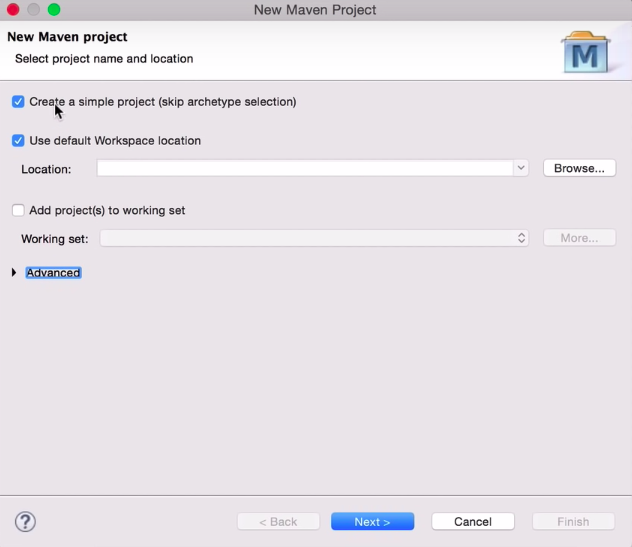 New Maven Project
New Maven project
Select project name and location
M
Create a simple project (skip archetype selection)
Use default Workspace location
Location:
Browse...
Add project(s) to working set
Working set:
More...
Advanced
?
< Back
Next >
Cancel
Finish